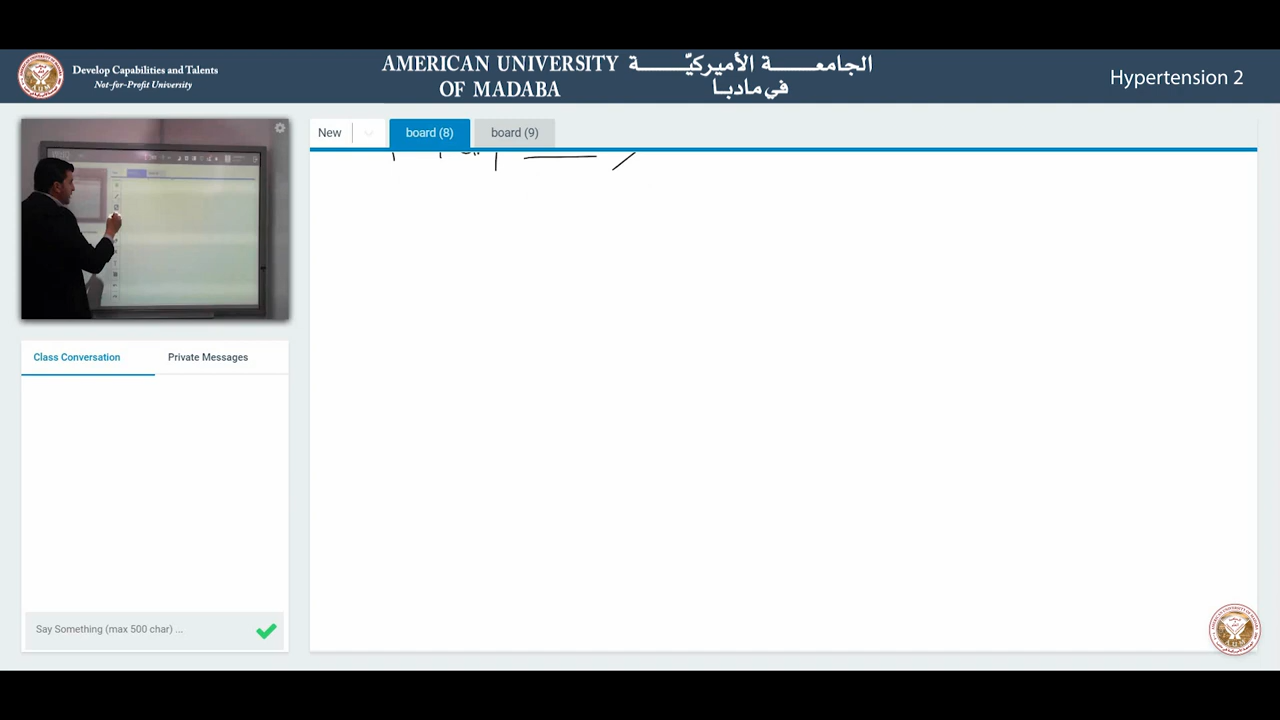 Develop Capabilities and Talents
Not-for-Profit University
AMERICAN UNIVERSITY
OF MADABA
الجامعة الأميركيّة
في مادبا
Hypertension 2
New
board (8)
board (9)
Class Conversation
Private Messages
Say Something (max 500 char) ...